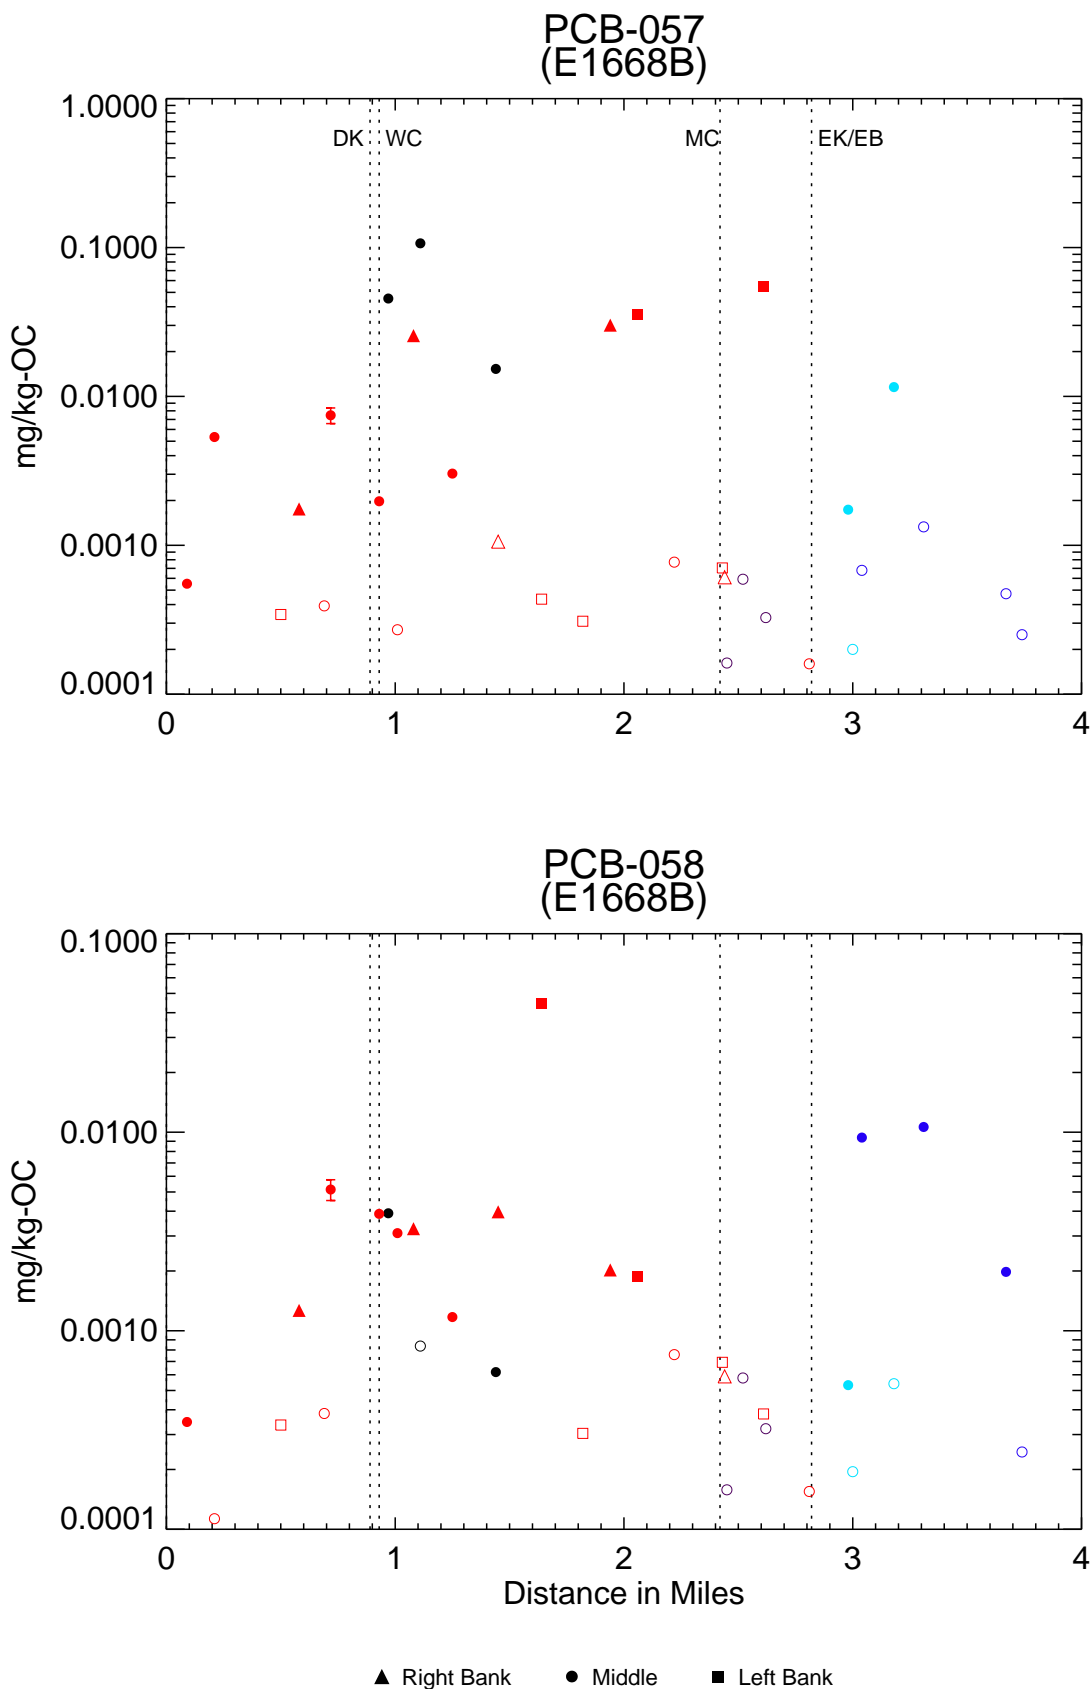 PCB-057
(E1668B)
1.0000
DK WC MC EK/EB
0.1000
mg/kg-OC
0.0100
0.0010
0.0001
0 1 2 3 4
PCB-058
(E1668B)
0.1000
0.0100
mg/kg-OC
0.0010
0.0001
0 1 2 3 4
Distance in Miles
Right Bank Middle Left Bank